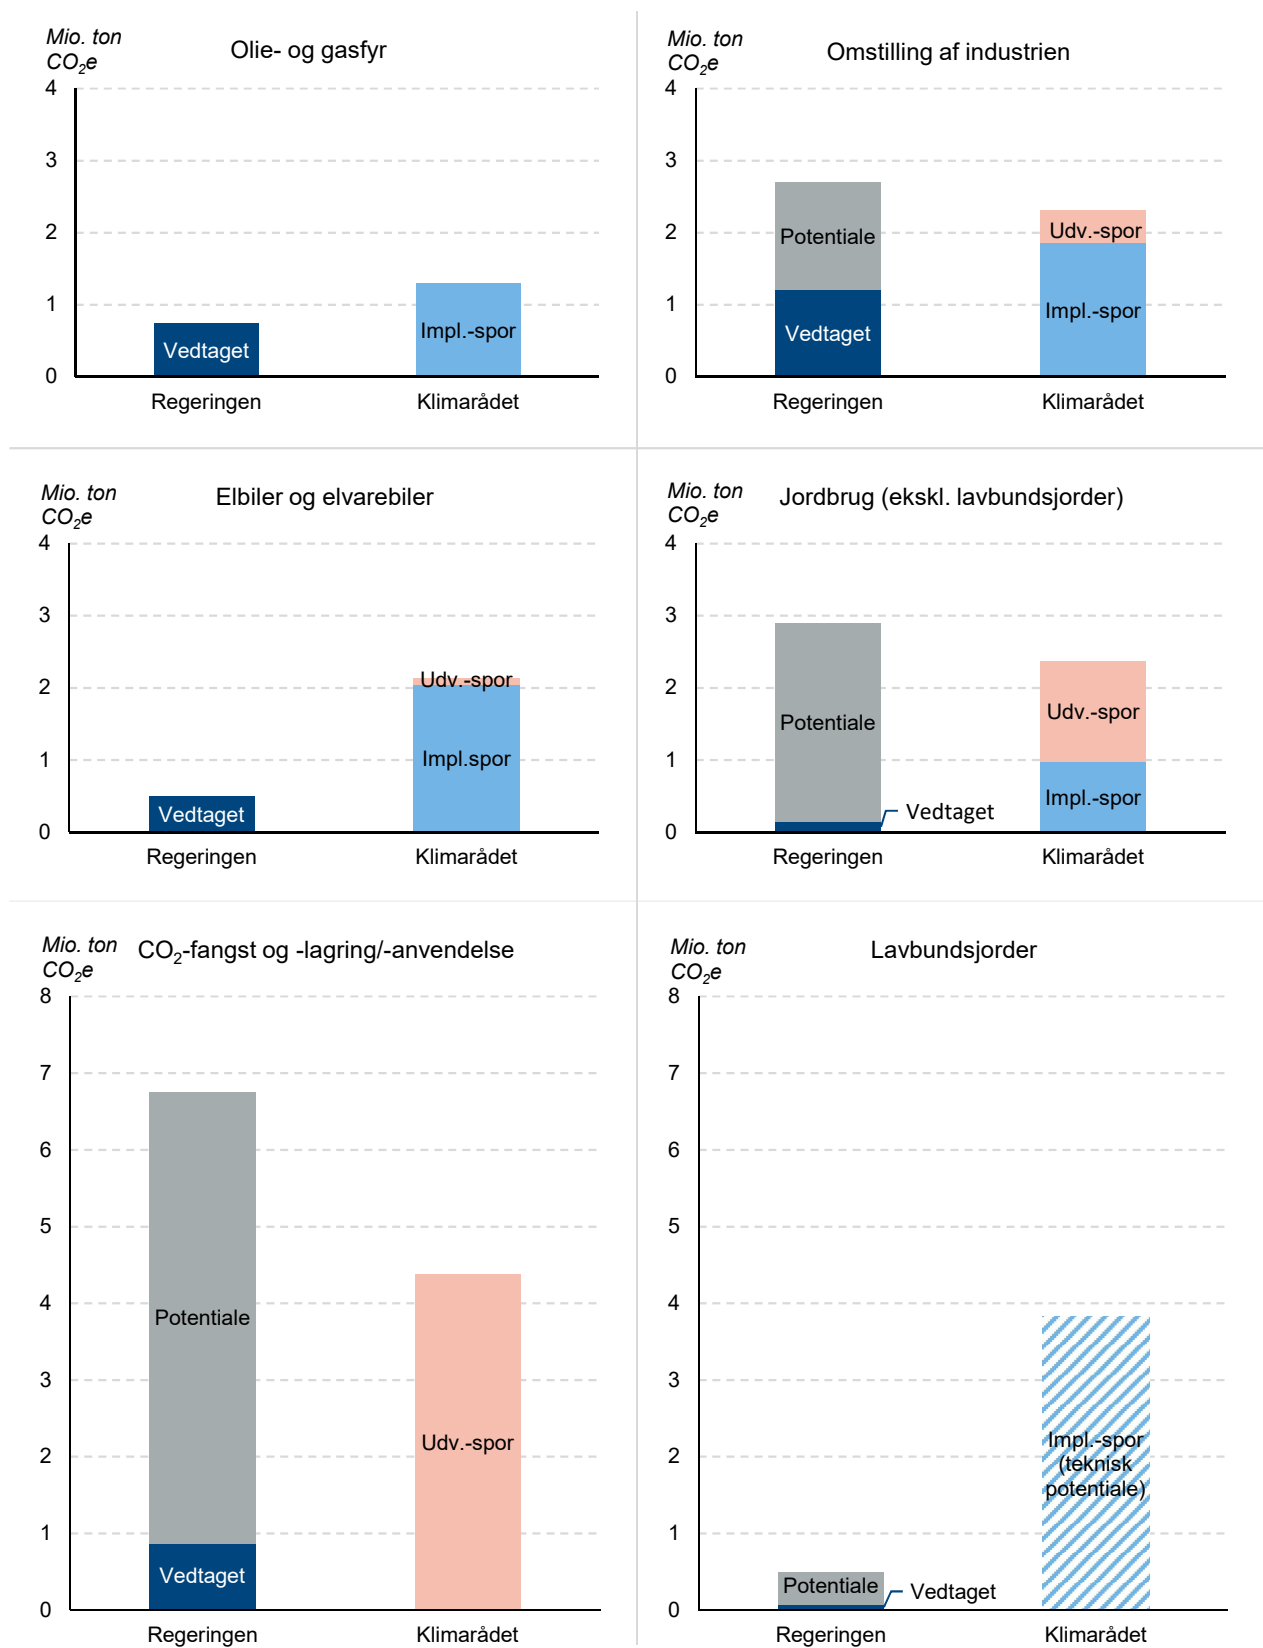 Mio. ton
CO₂e
Olie- og gasfyr
4
3
2
1
0
Vedtaget
Impl.-spor
Regeringen
Klimarådet
Mio. ton
CO₂e
Omstilling af industrien
4
3
2
1
0
Potentiale
Vedtaget
Udv.-spor
Impl.-spor
Regeringen
Klimarådet
Mio. ton
CO₂e
Elbiler og elvarebiler
4
3
2
1
0
Vedtaget
Udv.-spor
Impl.spor
Regeringen
Klimarådet
Mio. ton
CO₂e
Jordbrug (ekskl. lavbundsjorder)
4
3
2
1
0
Potentiale
Vedtaget
Udv.-spor
Impl.-spor
Regeringen
Klimarådet
Mio. ton
CO₂e
CO₂-fangst og -lagring/-anvendelse
8
7
6
5
4
3
2
1
0
Potentiale
Vedtaget
Udv.-spor
Regeringen
Klimarådet
Mio. ton
CO₂e
Lavbundsjorder
8
7
6
5
4
3
2
1
0
Potentiale
Vedtaget
Impl.-spor
(teknisk
potentiale)
Regeringen
Klimarådet